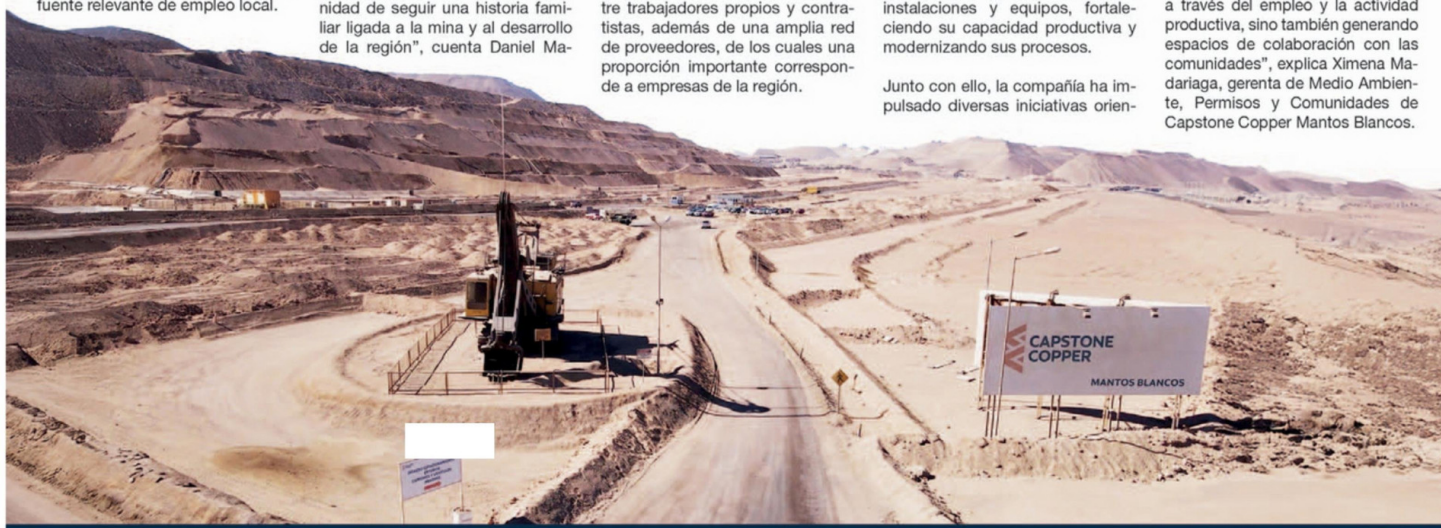 fuente relevante de empleo local.
nidad de seguir una historia fami-
liar ligada a la mina y al desarrollo
de la región", cuenta Daniel Ma-
tre trabajadores propios y contra-
tistas, además de una amplia red
de proveedores, de los cuales una
proporción importante correspon-
de a empresas de la región.
instalaciones y equipos, fortale-
ciendo su capacidad productiva y
modernizando sus procesos.
Junto con ello, la compañía ha im-
pulsado diversas iniciativas orien-
a través del empleo y la actividad
productiva, sino también generando
espacios de colaboración con las
comunidades", explica Ximena Ma-
dariaga, gerenta de Medio Ambien-
te, Permisos y Comunidades de
Capstone Copper Mantos Blancos.
CAPSTONE
COPPER
MANTOS BLANCOS